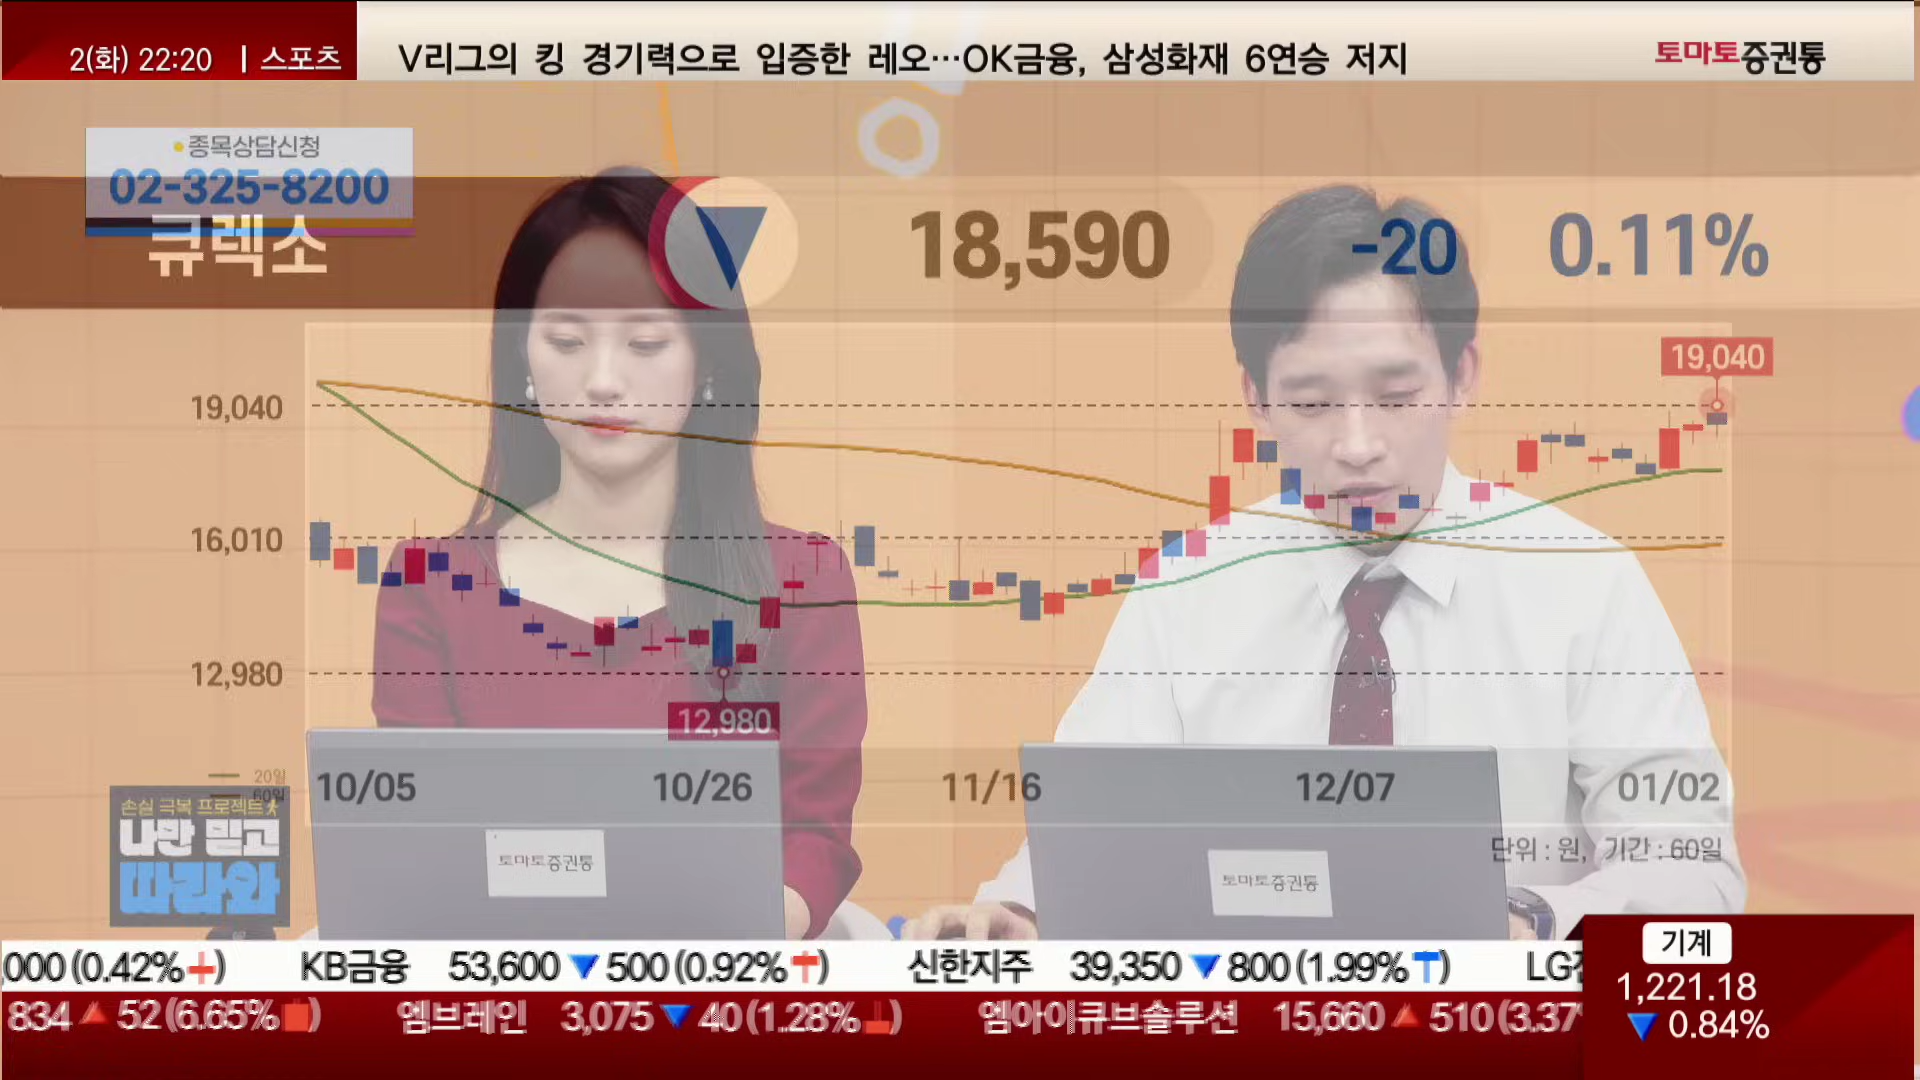 2(화) 22:20 | 스포츠
V리그의 킹 경기력으로 입증한 레오…OK금융, 삼성화재 6연승 저지
토마토증권통
종목상담신청
02-325-8200
큐렉소 ▼ 18,590 -20 0.11%
19,040
19,040
16,010
12,980
12,980
20일
60일
10/05 10/26 11/16 12/07 01/02
단위 : 원, 기간 : 60일
손실 극복 프로젝트
나만 믿고
따라와
토마토증권통
토마토증권통
,000 (0.42% ) KB금융 53,600 ▼ 500 (0.92% ) 신한지주 39,350 ▼ 800 (1.99% ) LG
834 ▲ 52 (6.65% ) 엠브레인 3,075 ▼ 40 (1.28% ) 엠아이큐브솔루션 15,660 ▲ 510 (3.37
기계
1,221.18
▼ 0.84%